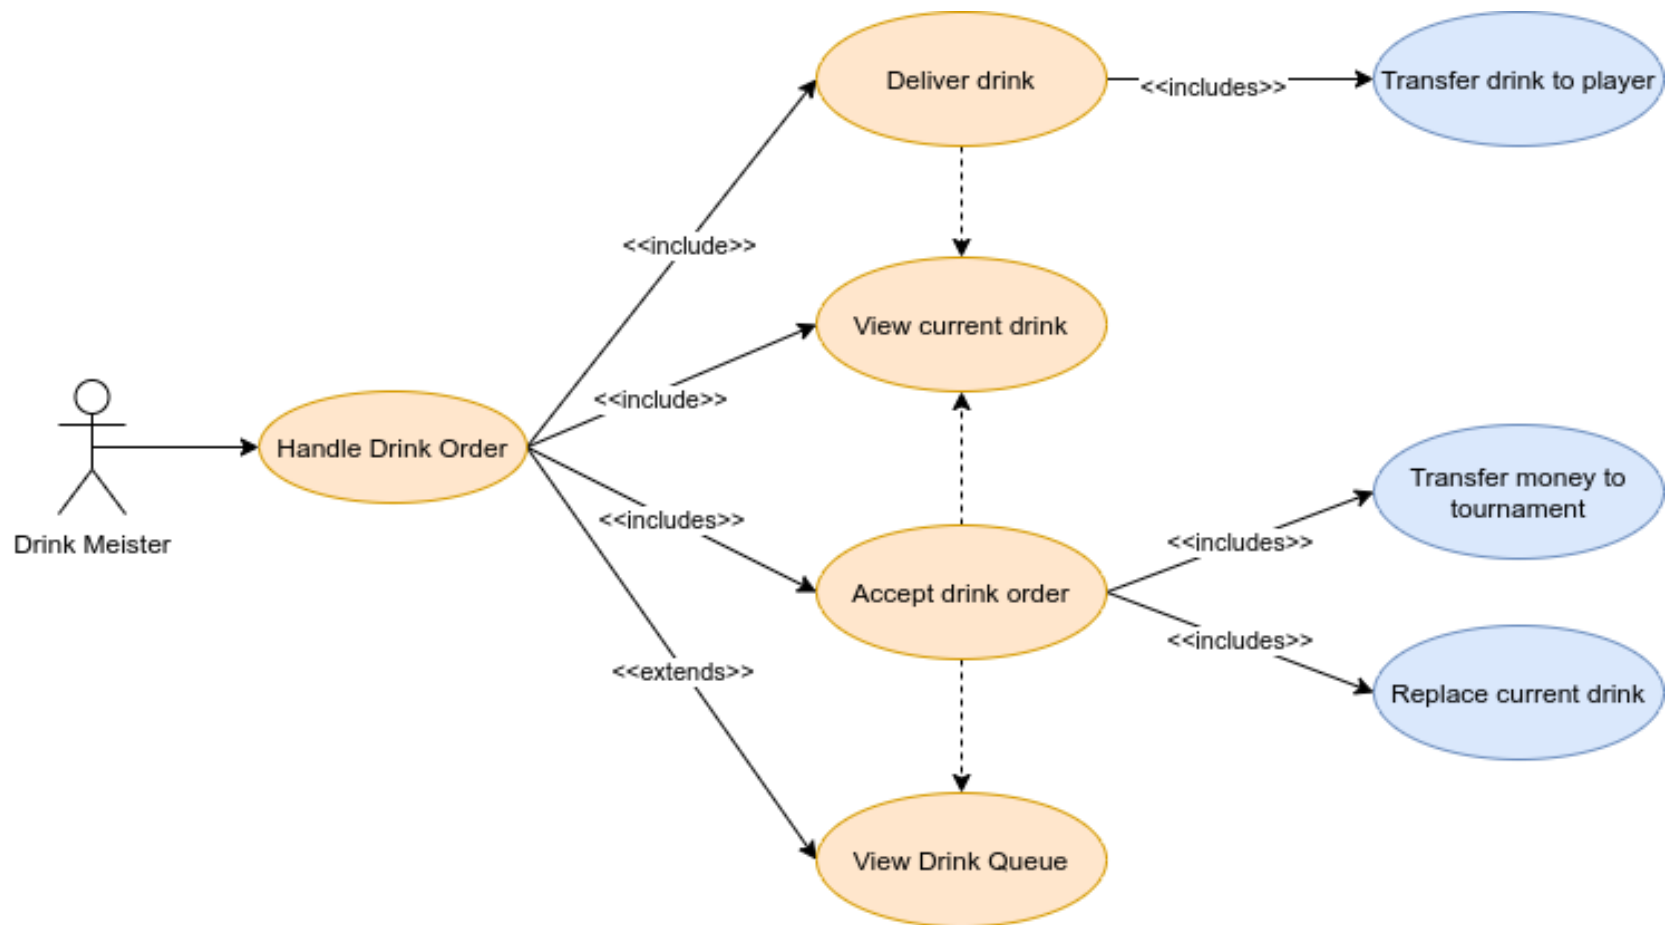 Deliver drink
<<includes>>
Transfer drink to player
<<include>>
View current drink
<<include>>
Handle Drink Order
Drink Meister
<<includes>>
Accept drink order
<<includes>>
Transfer money to
tournament
<<includes>>
Replace current drink
<<extends>>
View Drink Queue